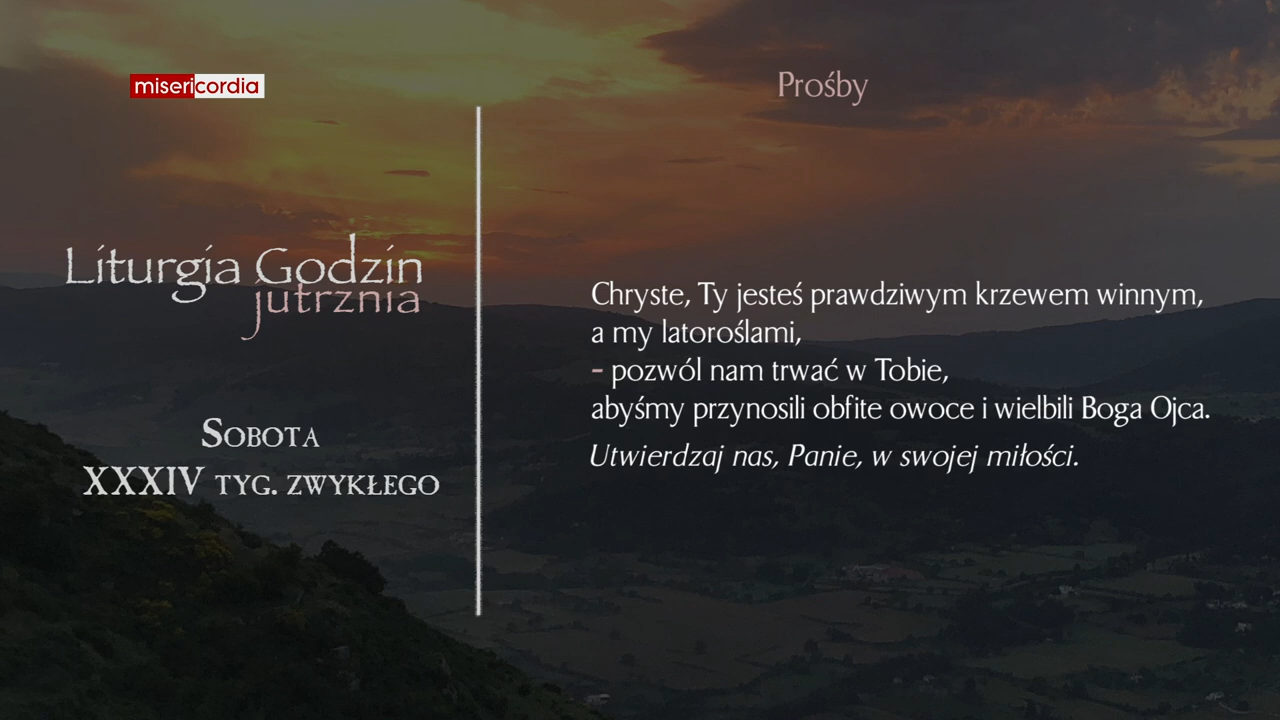 misericordia
Liturgia Godzin
jutrznia
Sobota
XXXIV tyg. zwykłego
Prośby
Chryste, Ty jesteś prawdziwym krzewem winnym,
a my latoroślami,
- pozwól nam trwać w Tobie,
abyśmy przynosili obfite owoce i wielbili Boga Ojca.
Utwierdzaj nas, Panie, w swojej miłości.